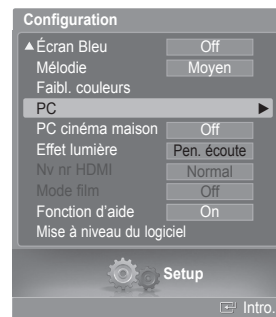 Configuration
▲Écran Bleu Off
Mélodie Moyen
Faibl. couleurs
PC ►
PC cinéma maison Off
Effet lumière Pen. écoute
Nv nr HDMI Normal
Mode film Off
Fonction d'aide On
Mise à niveau du logiciel
Setup
Intro.